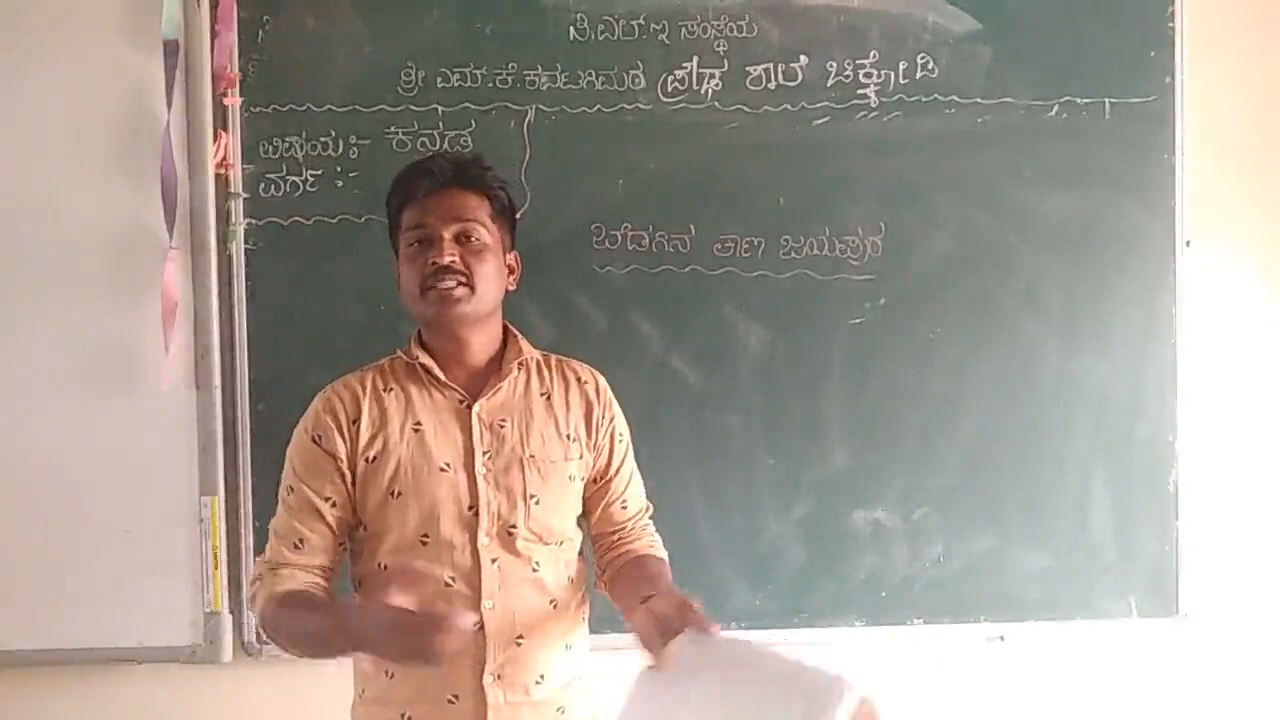 ಸಿ.ಎಲ್.ಇ ಸಂಸ್ಥೆಯ
ಶ್ರೀ ಎಮ್.ಕೆ.ಕವಟಗಿಮಠ ಪ್ರೌಢ ಶಾಲೆ ಚಿಕ್ಕೋಡಿ
ವಿಷಯ:- ಕನ್ನಡ
ವರ್ಗ :-
ಬೆಡಗಿನ ತಾಣ ಜಯಪುರ